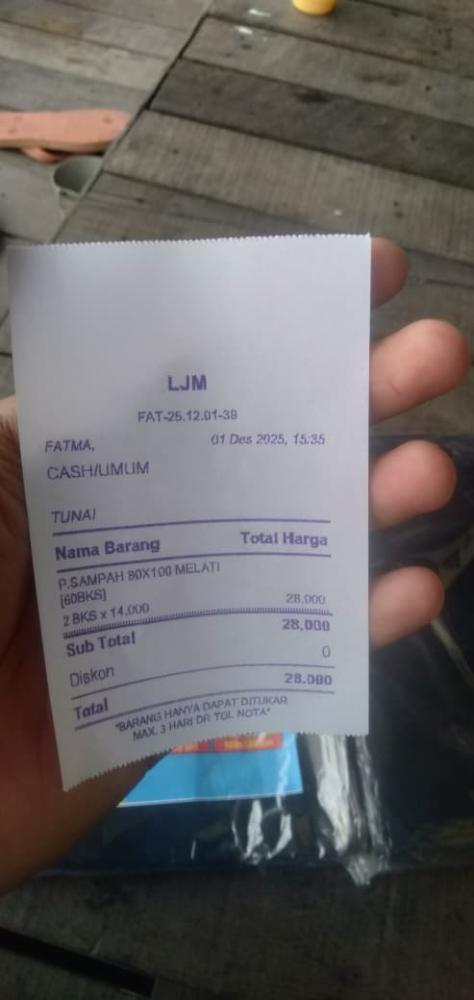 LJM
FAT-25.12.01-39
FATMA, 01 Des 2025, 15:35
CASH/UMUM
TUNAI
Nama Barang Total Harga
P.SAMPAH 80X100 MELATI
[60BKS]
2 BKS x 14,000 28,000
Sub Total 28,000
Diskon 0
Total 28.000
"BARANG HANYA DAPAT DITUKAR
MAX. 3 HARI DR TGL NOTA"